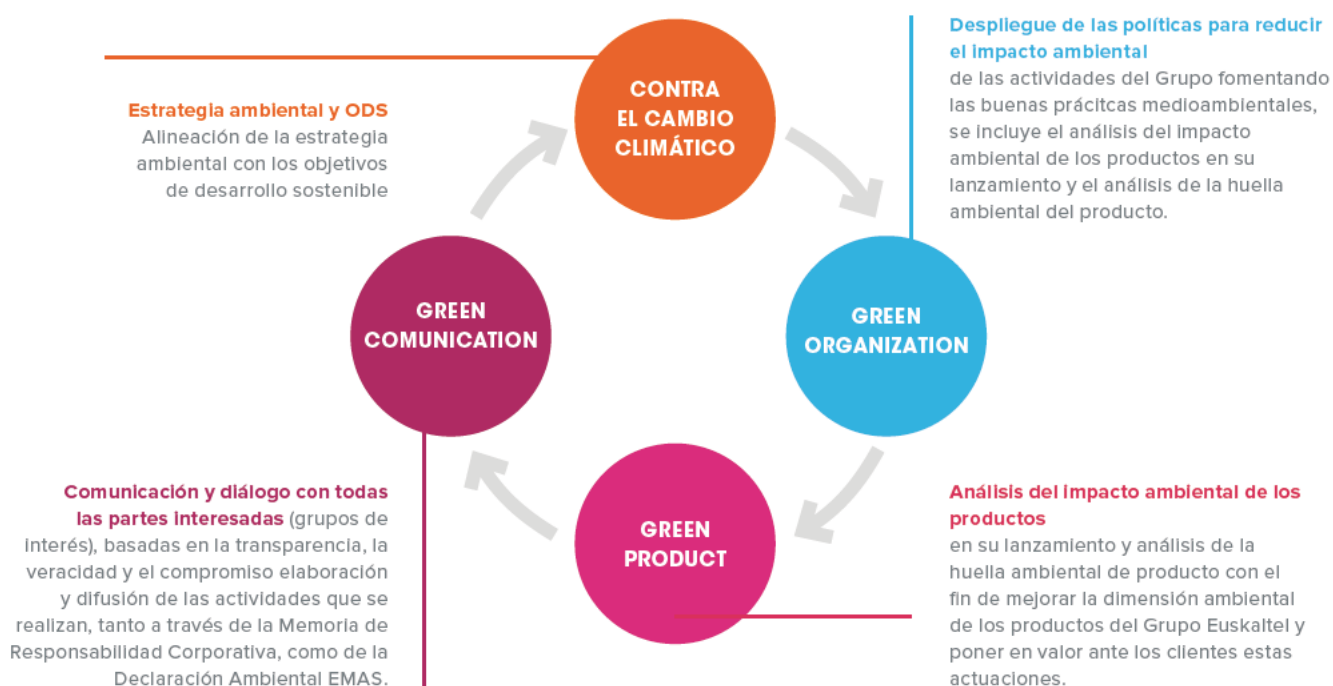 CONTRA
EL CAMBIO
CLIMÁTICO
Estrategia ambiental y ODS
Alineación de la estrategia
ambiental con los objetivos
de desarrollo sostenible
Despliegue de las políticas para reducir
el impacto ambiental
de las actividades del Grupo fomentando
las buenas prácitcas medioambientales,
se incluye el análisis del impacto
ambiental de los productos en su
lanzamiento y el análisis de la huella
ambiental del producto.
GREEN
ORGANIZATION
GREEN
PRODUCT
Análisis del impacto ambiental de los
productos
en su lanzamiento y análisis de la
huella ambiental de producto con el
fin de mejorar la dimensión ambiental
de los productos del Grupo Euskaltel y
poner en valor ante los clientes estas
actuaciones.
GREEN
COMUNICATION
Comunicación y diálogo con todas
las partes interesadas (grupos de
interés), basadas en la transparencia, la
veracidad y el compromiso elaboración
y difusión de las actividades que se
realizan, tanto a través de la Memoria de
Responsabilidad Corporativa, como de la
Declaración Ambiental EMAS.